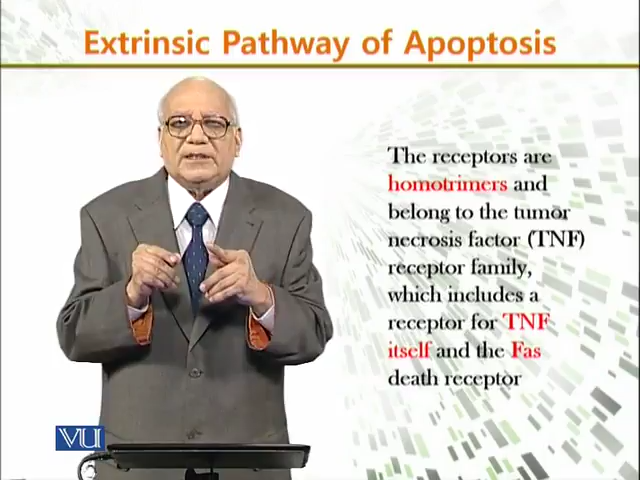 Extrinsic Pathway of Apoptosis
The receptors are
homotrimers and
belong to the tumor
necrosis factor (TNF)
receptor family,
which includes a
receptor for TNF
itself and the Fas
death receptor
VU